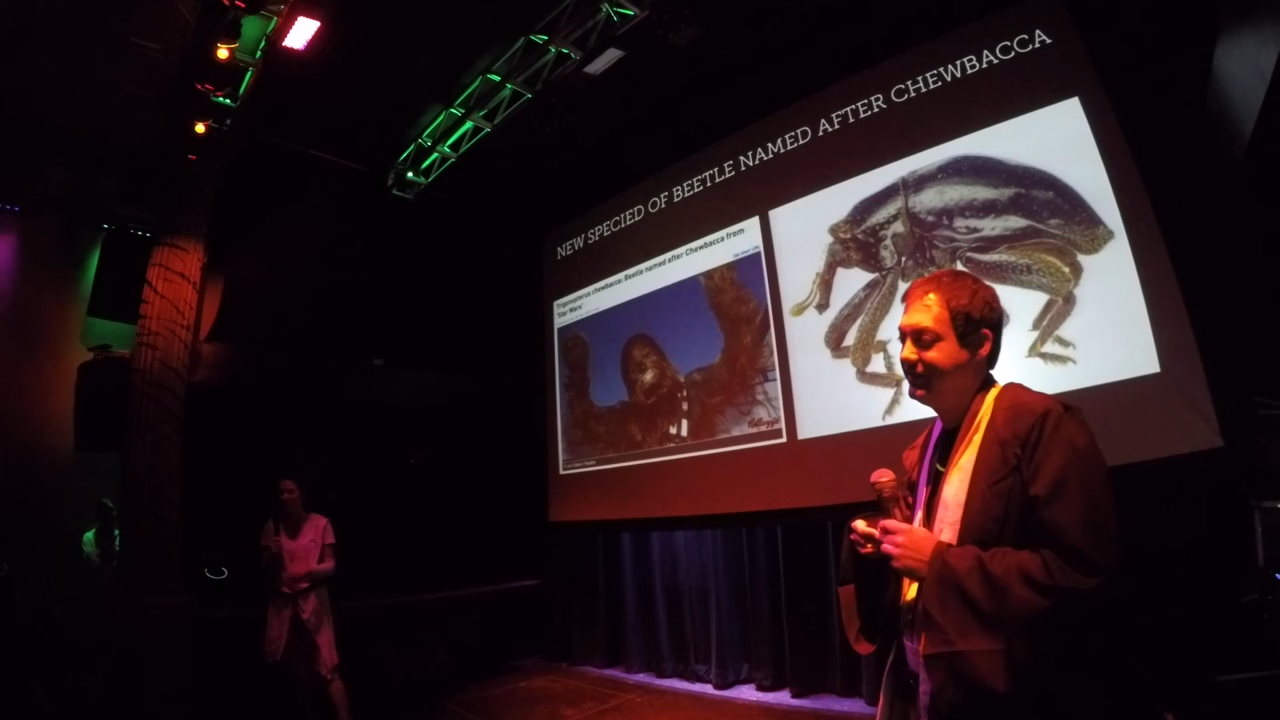 NEW SPECIED OF BEETLE NAMED AFTER CHEWBACCA
Trigonopterus chewbacca: Beetle named after Chewbacca from
'Star Wars'